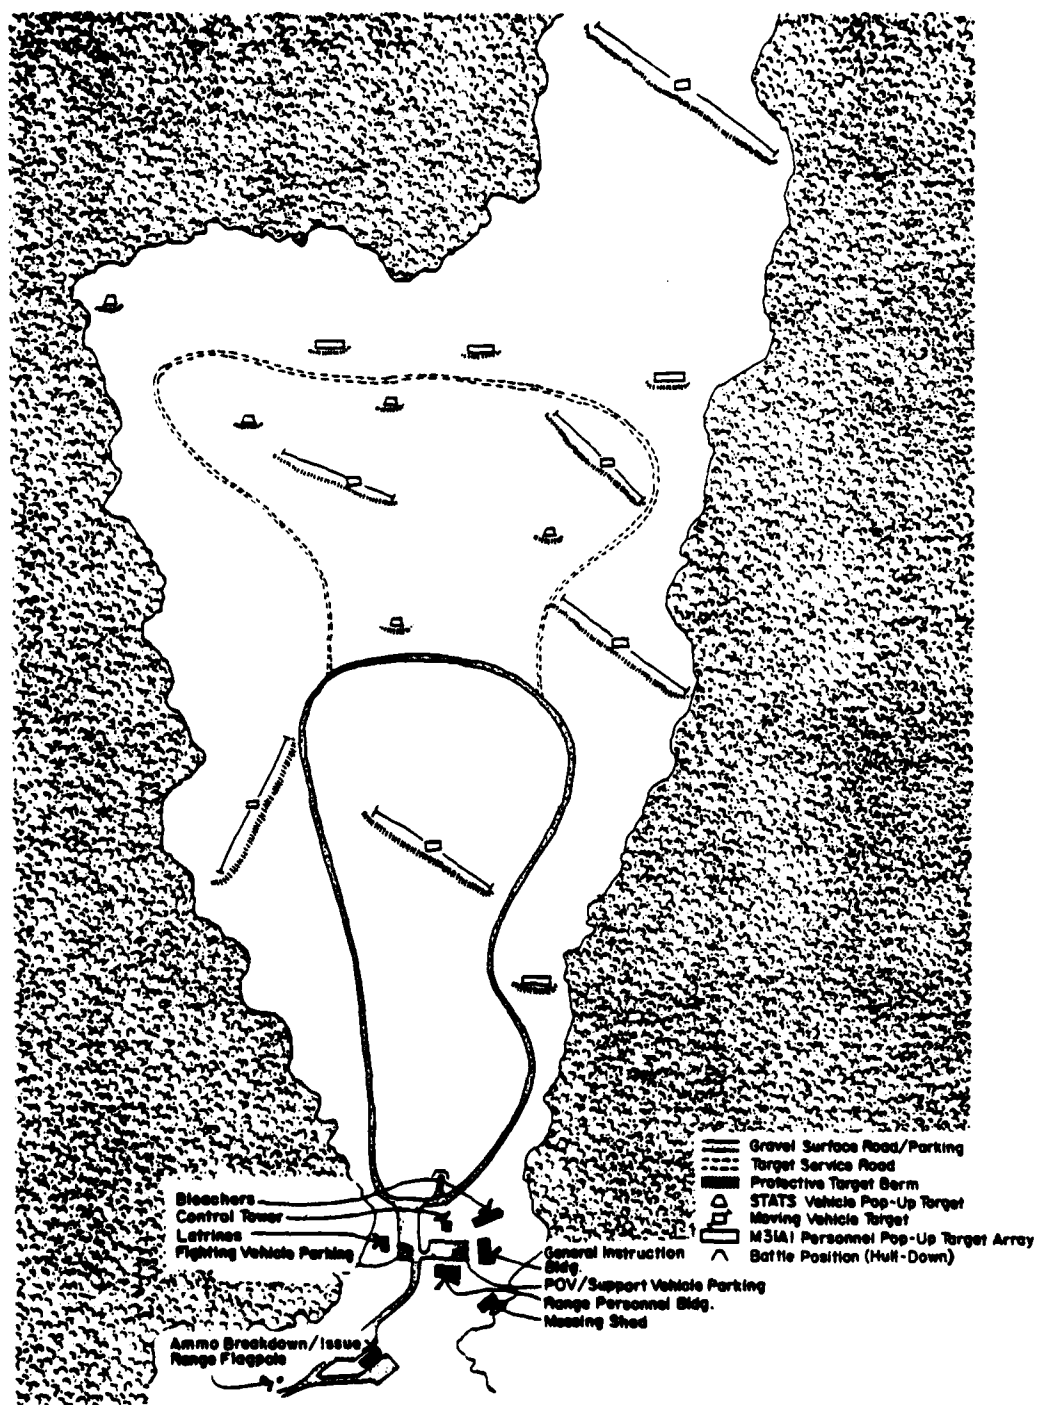 Gravel Surface Road/Parking
Target Service Road
Protective Target Berm
STATS Vehicle Pop-Up Target
Moving Vehicle Target
M31A1 Personnel Pop-Up Target Array
Battle Position (Hull-Down)
Bleachers
Control Tower
Latrines
Fighting Vehicle Parking
General Instruction
Bldg.
POV/Support Vehicle Parking
Range Personnel Bldg.
Messing Shed
Ammo Breakdown/Issue
Range Flagpole